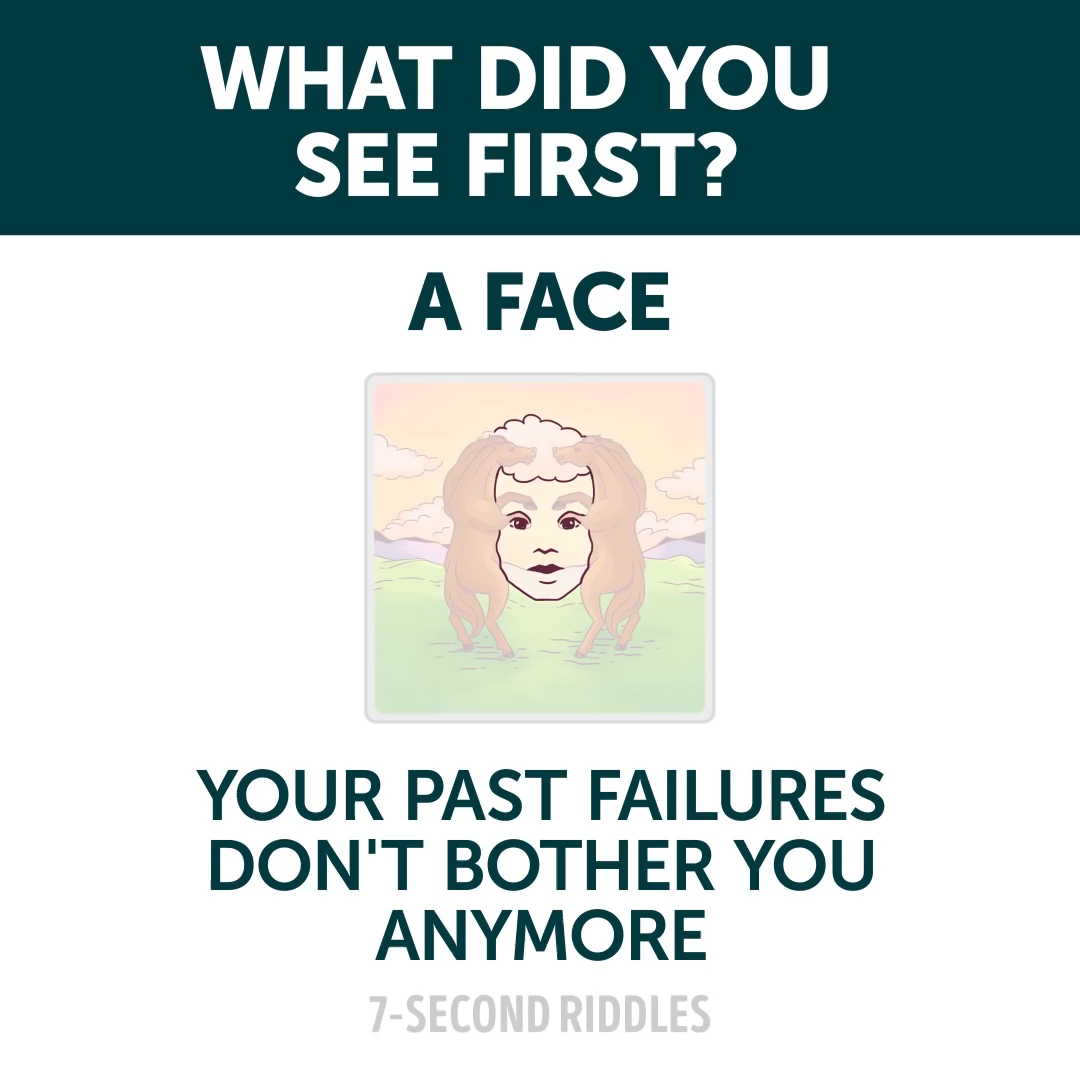 WHAT DID YOU
SEE FIRST?
A FACE
YOUR PAST FAILURES
DON'T BOTHER YOU
ANYMORE
7-SECOND RIDDLES